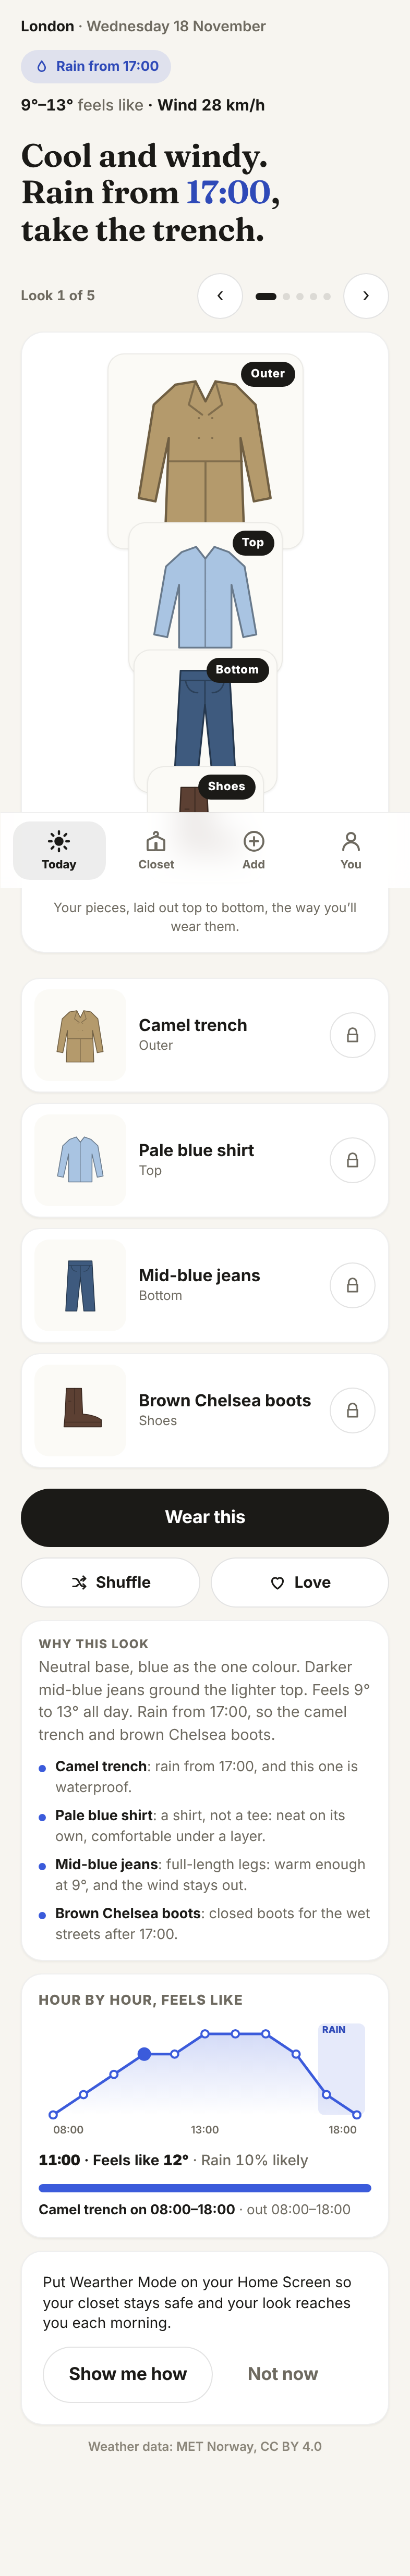 London · Wednesday 18 November
Rain from 17:00
9°–13° feels like · Wind 28 km/h
Cool and windy.
Rain from 17:00,
take the trench.
Look 1 of 5
Outer
Top
Bottom
Shoes
Today
Closet
Add
You
Your pieces, laid out top to bottom, the way you’ll
wear them.
Camel trench
Outer
Pale blue shirt
Top
Mid-blue jeans
Bottom
Brown Chelsea boots
Shoes
Wear this
Shuffle
Love
WHY THIS LOOK
Neutral base, blue as the one colour. Darker
mid-blue jeans ground the lighter top. Feels 9°
to 13° all day. Rain from 17:00, so the camel
trench and brown Chelsea boots.
Camel trench: rain from 17:00, and this one is
waterproof.
Pale blue shirt: a shirt, not a tee: neat on its
own, comfortable under a layer.
Mid-blue jeans: full-length legs: warm enough
at 9°, and the wind stays out.
Brown Chelsea boots: closed boots for the wet
streets after 17:00.
HOUR BY HOUR, FEELS LIKE
RAIN
08:00 13:00 18:00
11:00 · Feels like 12° · Rain 10% likely
Camel trench on 08:00–18:00 · out 08:00–18:00
Put Wearther Mode on your Home Screen so
your closet stays safe and your look reaches
you each morning.
Show me how
Not now
Weather data: MET Norway, CC BY 4.0